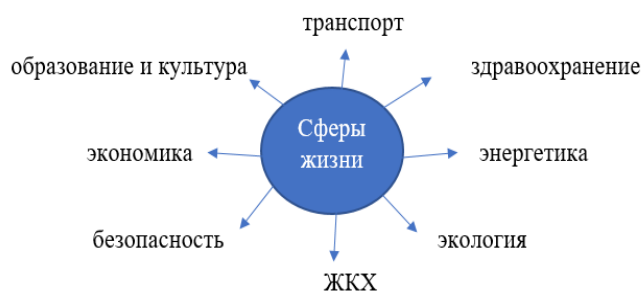 транспорт
образование и культура
здравоохранение
Сферы
жизни
экономика
энергетика
безопасность
экология
ЖКХ